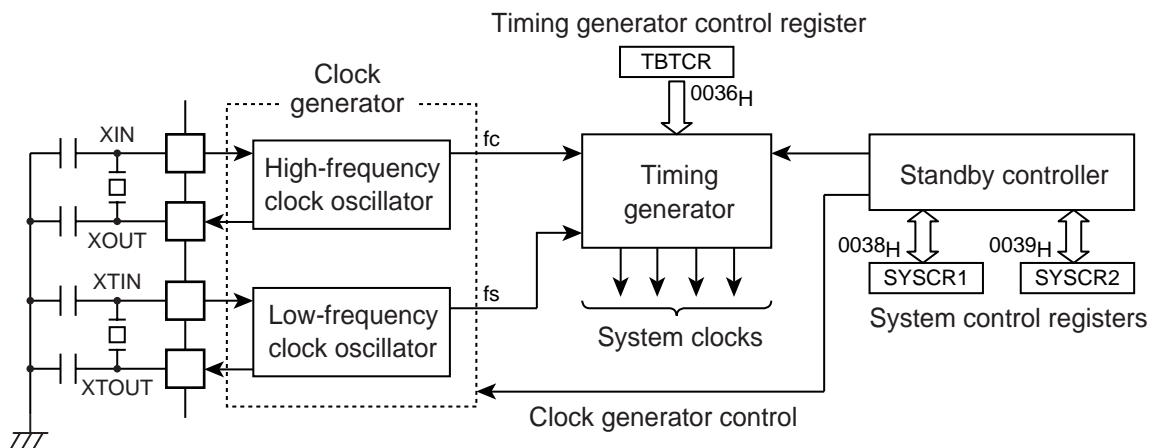 Timing generator control register
TBTCR
0036H
Clock
generator
XIN
fc
High-frequency
clock oscillator
Timing
generator
Standby controller
XOUT
0038H
0039H
XTIN
SYSCR1
SYSCR2
fs
Low-frequency
clock oscillator
System clocks
System control registers
XTOUT
Clock generator control